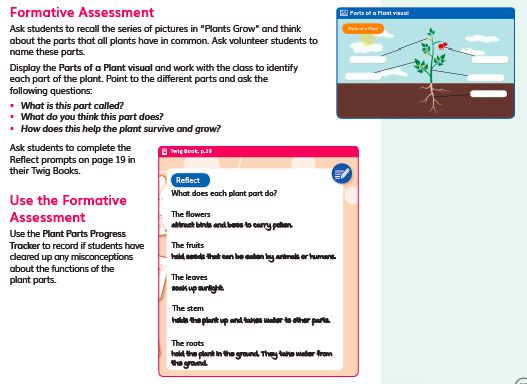 Formative Assessment
Ask students to recall the series of pictures in “Plants Grow” and think
about the parts that all plants have in common. Ask volunteer students to
name these parts.
Display the Parts of a Plant visual and work with the class to identify
each part of the plant. Point to the different parts and ask the
following questions:
• What is this part called?
• What do you think this part does?
• How does this help the plant survive and grow?
Ask students to complete the
Reflect prompts on page 19 in
their Twig Books.
Use the Formative
Assessment
Use the Plant Parts Progress
Tracker to record if students have
cleared up any misconceptions
about the functions of the
plant parts.
Parts of a Plant visual
Parts of a Plant
Twig Book, p.19
Reflect
What does each plant part do?
The flowers
attract birds and bees to carry pollen.
The fruits
hold seeds that can be eaten by animals or humans.
The leaves
soak up sunlight.
The stem
holds the plant up and takes water to other parts.
The roots
hold the plant in the ground. They take water from
the ground.